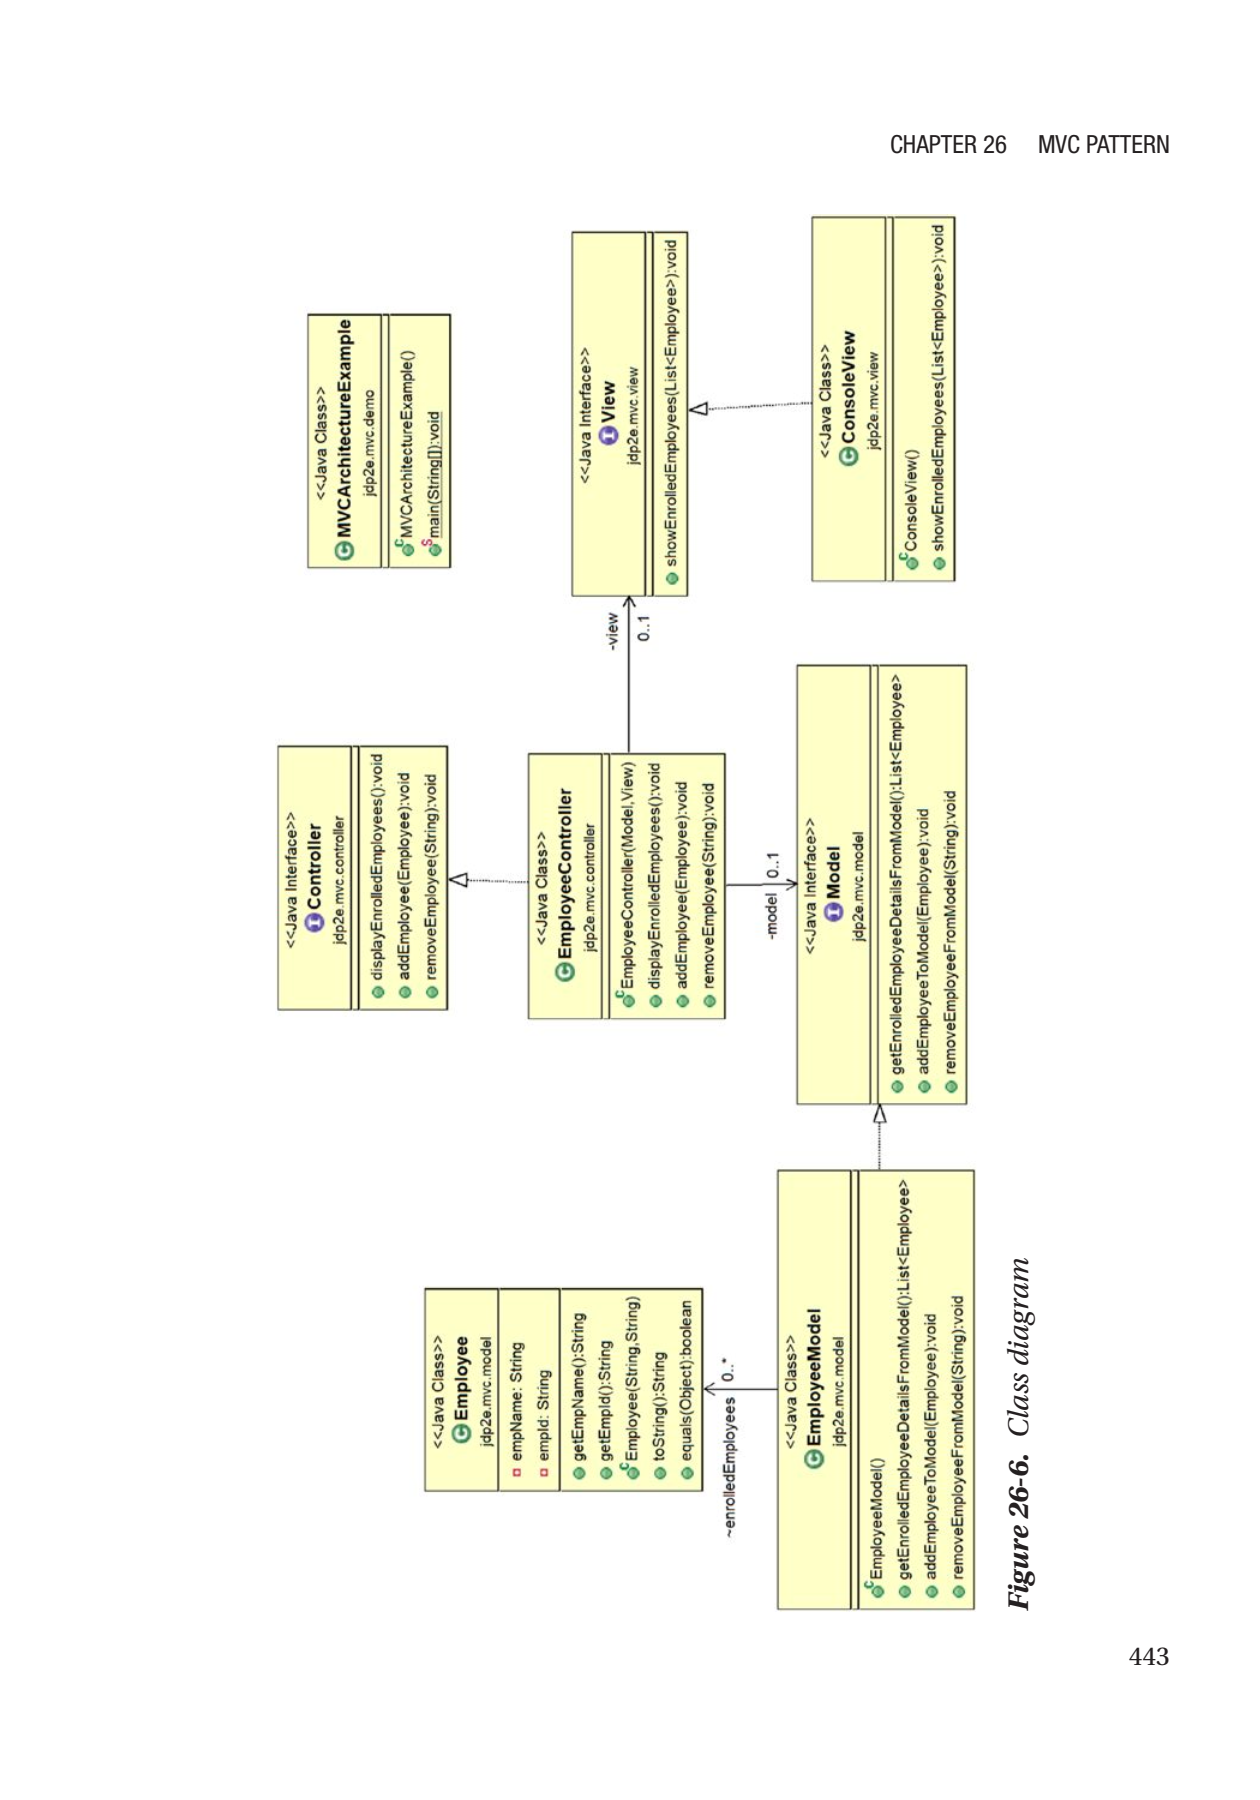 CHAPTER 26 MVC PATTERN
<<Java Interface>>
Controller
jdp2e.mvc.controller
displayEnrolledEmployees():void
addEmployee(Employee):void
removeEmployee(String):void
<<Java Class>>
MVCArchitectureExample
jdp2e.mvc.demo
MVCArchitectureExample()
main(String[]):void
<<Java Class>>
Employee
jdp2e.mvc.model
empName: String
empId: String
getEmpName():String
getEmpId():String
Employee(String,String)
toString():String
equals(Object):boolean
<<Java Class>>
EmployeeController
jdp2e.mvc.controller
EmployeeController(Model,View)
displayEnrolledEmployees():void
addEmployee(Employee):void
removeEmployee(String):void
-view
0..1
<<Java Interface>>
View
jdp2e.mvc.view
showEnrolledEmployees(List<Employee>):void
~enrolledEmployees 0..*
-model 0..1
<<Java Class>>
EmployeeModel
jdp2e.mvc.model
EmployeeModel()
getEnrolledEmployeeDetailsFromModel():List<Employee>
addEmployeeToModel(Employee):void
removeEmployeeFromModel(String):void
<<Java Interface>>
Model
jdp2e.mvc.model
getEnrolledEmployeeDetailsFromModel():List<Employee>
addEmployeeToModel(Employee):void
removeEmployeeFromModel(String):void
<<Java Class>>
ConsoleView
jdp2e.mvc.view
ConsoleView()
showEnrolledEmployees(List<Employee>):void
Figure 26-6. Class diagram
443